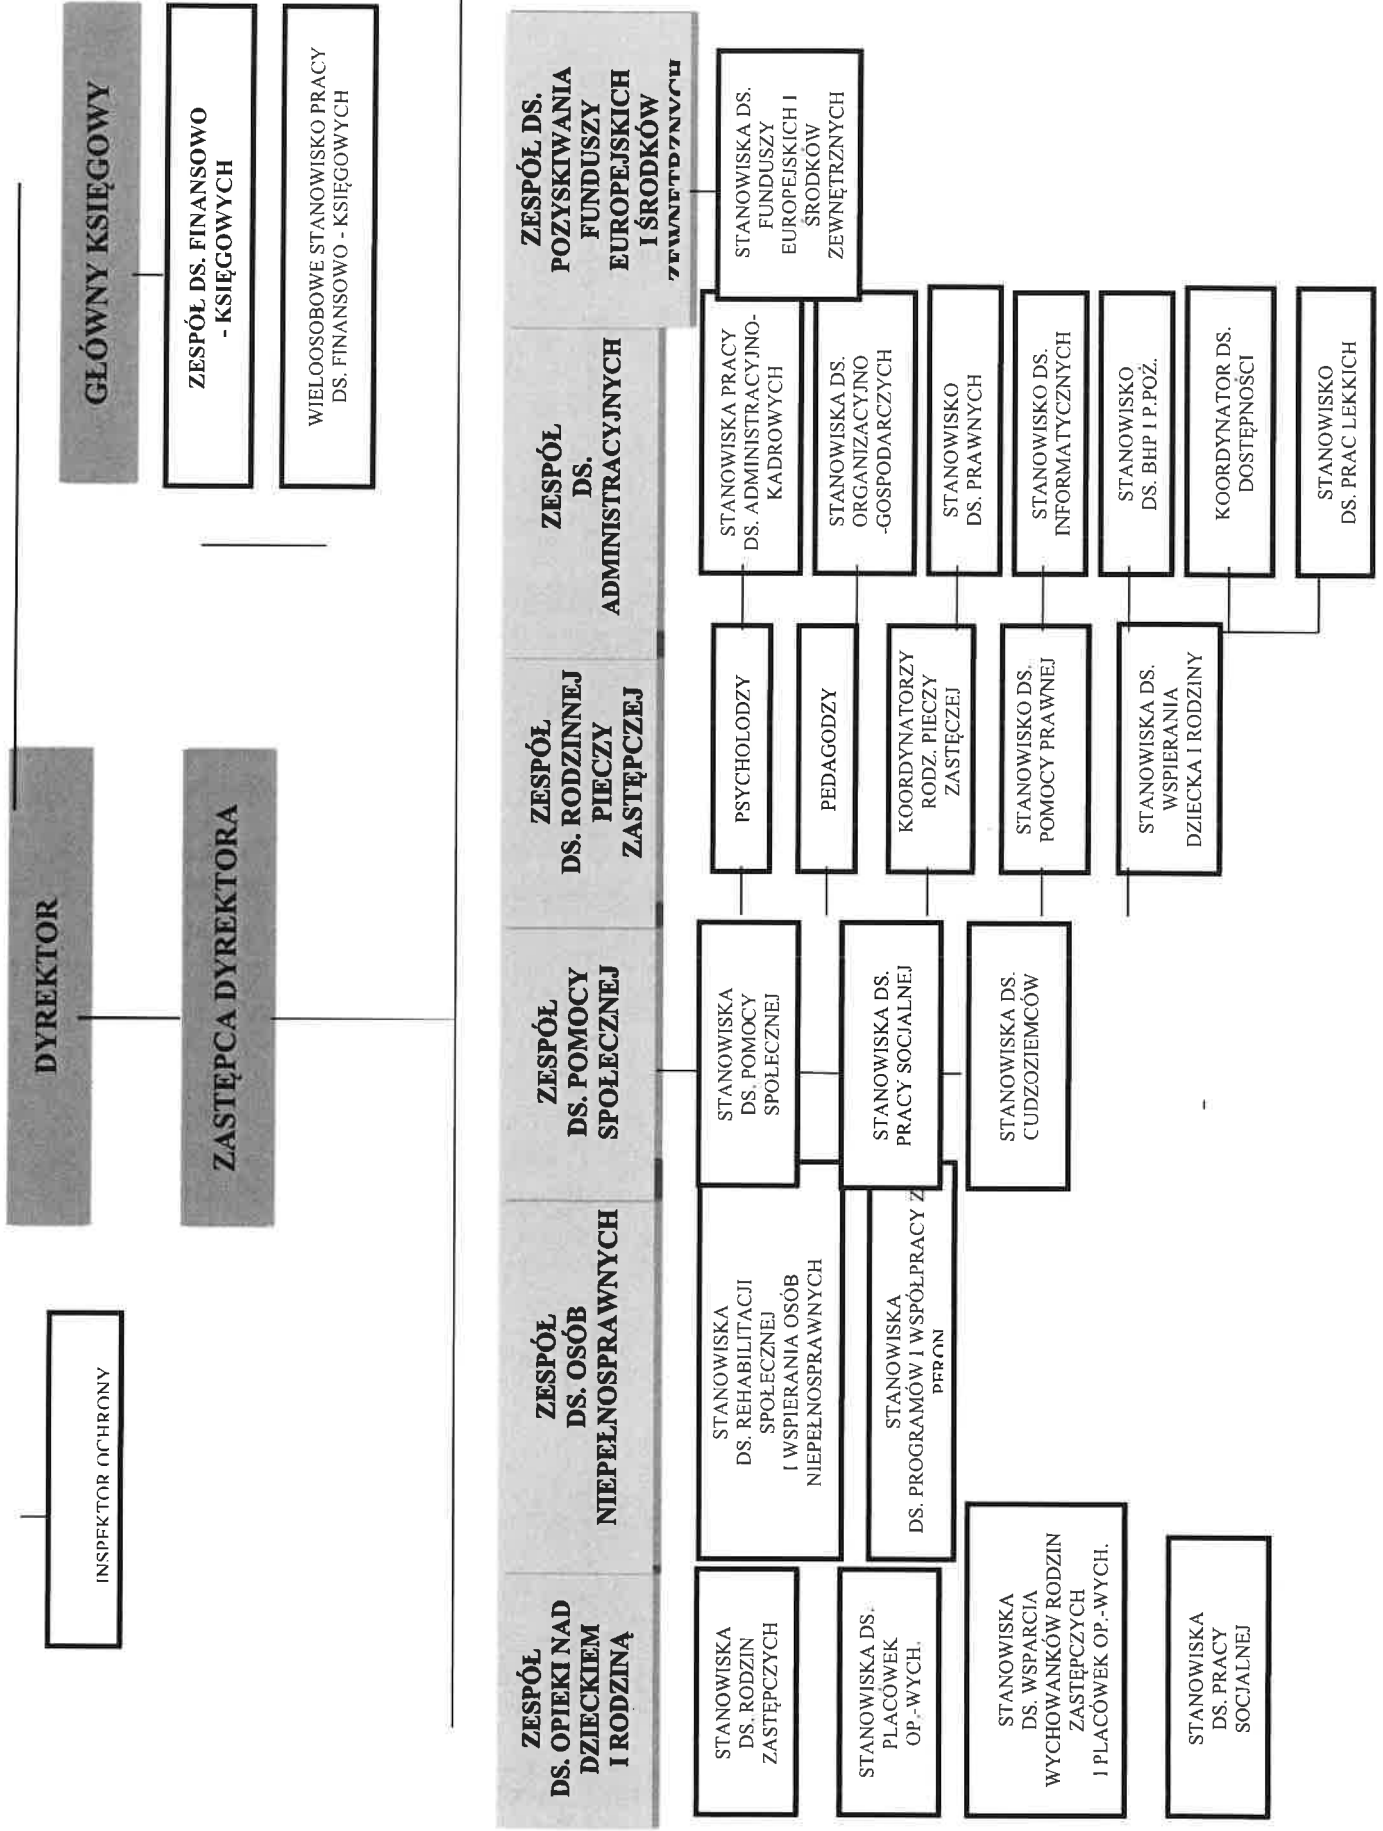 DYREKTOR
ZASTĘPCA DYREKTORA
INSPEKTOR OCHRONY
GŁÓWNY KSIĘGOWY
ZESPÓŁ DS. FINANSOWO
- KSIĘGOWYCH
WIELOOSOBOWE STANOWISKO PRACY
DS. FINANSOWO - KSIĘGOWYCH
ZESPÓŁ
DS. OPIEKI NAD
DZIECKIEM
I RODZINĄ
STANOWISKA
DS. RODZIN
ZASTĘPCZYCH
STANOWISKA DS.
PLACÓWEK
OP.-WYCH.
STANOWISKA
DS. WSPARCIA
WYCHOWANKÓW RODZIN
ZASTĘPCZYCH
I PLACÓWEK OP.-WYCH.
STANOWISKA
DS. PRACY
SOCJALNEJ
ZESPÓŁ
DS. OSÓB
NIEPEŁNOSPRAWNYCH
STANOWISKA
DS. REHABILITACJI
SPOŁECZNEJ
I WSPIERANIA OSÓB
NIEPEŁNOSPRAWNYCH
STANOWISKA
DS. PROGRAMÓW I WSPÓŁPRACY Z
PFRON
ZESPÓŁ
DS. POMOCY
SPOŁECZNEJ
STANOWISKA
DS. POMOCY
SPOŁECZNEJ
STANOWISKA DS.
PRACY SOCJALNEJ
STANOWISKA DS.
CUDZOZIEMCÓW
ZESPÓŁ
DS. RODZINNEJ
PIECZY
ZASTĘPCZEJ
PSYCHOLODZY
PEDAGODZY
KOORDYNATORZY
RODZ. PIECZY
ZASTĘCZEJ
STANOWISKO DS.
POMOCY PRAWNEJ
STANOWISKA DS.
WSPIERANIA
DZIECKA I RODZINY
ZESPÓŁ
DS.
ADMINISTRACYJNYCH
STANOWISKA PRACY
DS. ADMINISTRACYJNO-
KADROWYCH
STANOWISKA DS.
ORGANIZACYJNO
-GOSPODARCZYCH
STANOWISKO
DS. PRAWNYCH
STANOWISKO DS.
INFORMATYCZNYCH
STANOWISKO
DS. BHP I P.POŻ.
KOORDYNATOR DS.
DOSTĘPNOŚCI
STANOWISKO
DS. PRAC LEKKICH
ZESPÓŁ DS.
POZYSKIWANIA
FUNDUSZY
EUROPEJSKICH
I ŚRODKÓW
ZEWNĘTRZNYCH
STANOWISKA DS.
FUNDUSZY
EUROPEJSKICH I
ŚRODKÓW
ZEWNĘTRZNYCH